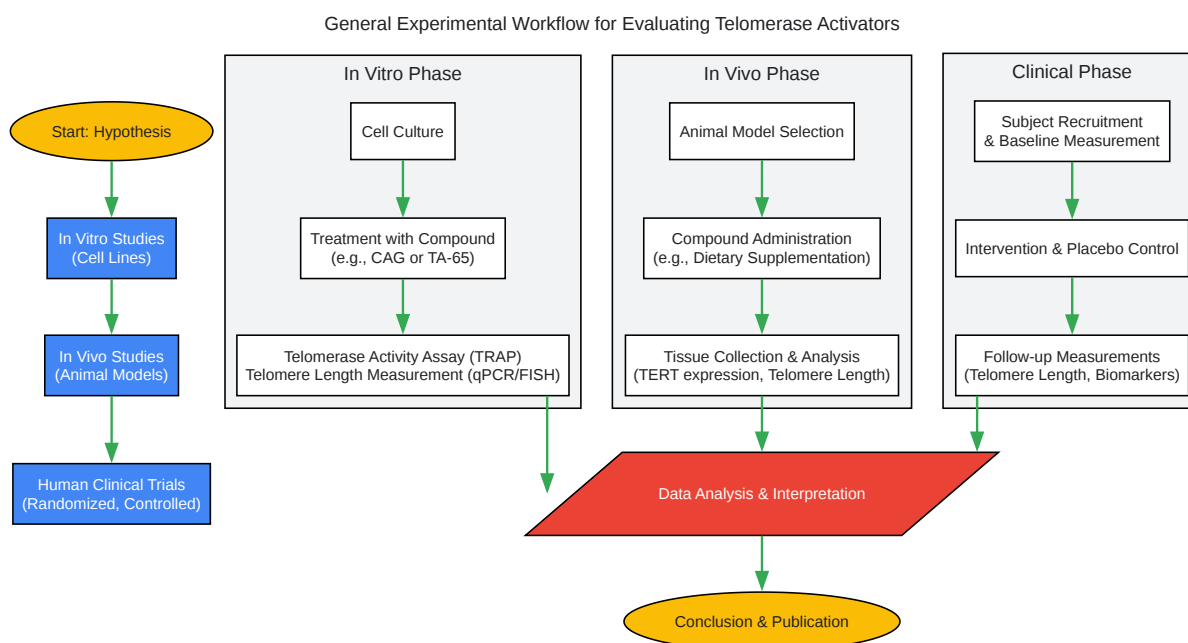 General Experimental Workflow for Evaluating Telomerase Activators
Start: Hypothesis
In Vitro Studies
(Cell Lines)
In Vivo Studies
(Animal Models)
Human Clinical Trials
(Randomized, Controlled)
In Vitro Phase
Cell Culture
Treatment with Compound
(e.g., CAG or TA-65)
Telomerase Activity Assay (TRAP)
Telomere Length Measurement (qPCR/FISH)
In Vivo Phase
Animal Model Selection
Compound Administration
(e.g., Dietary Supplementation)
Tissue Collection & Analysis
(TERT expression, Telomere Length)
Clinical Phase
Subject Recruitment
& Baseline Measurement
Intervention & Placebo Control
Follow-up Measurements
(Telomere Length, Biomarkers)
Data Analysis & Interpretation
Conclusion & Publication